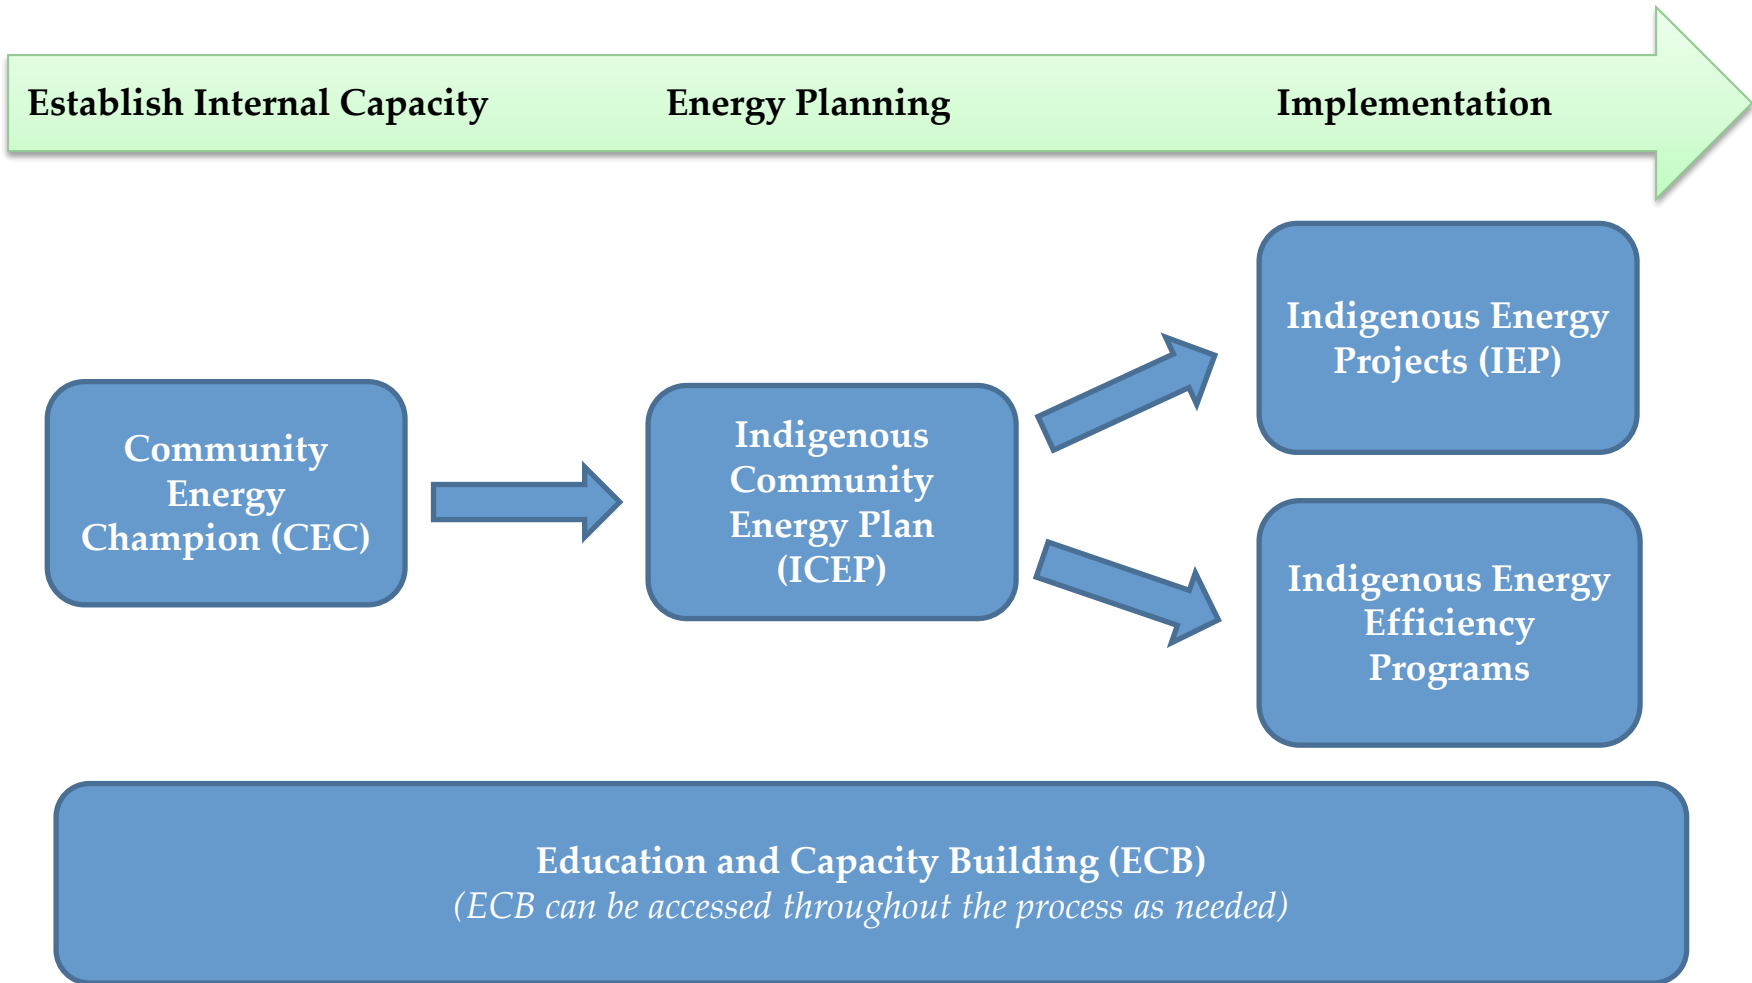 Establish Internal Capacity
Energy Planning
Implementation
Community
Energy
Champion (CEC)
Indigenous
Community
Energy Plan
(ICEP)
Indigenous Energy
Projects (IEP)
Indigenous Energy
Efficiency
Programs
Education and Capacity Building (ECB)
(ECB can be accessed throughout the process as needed)